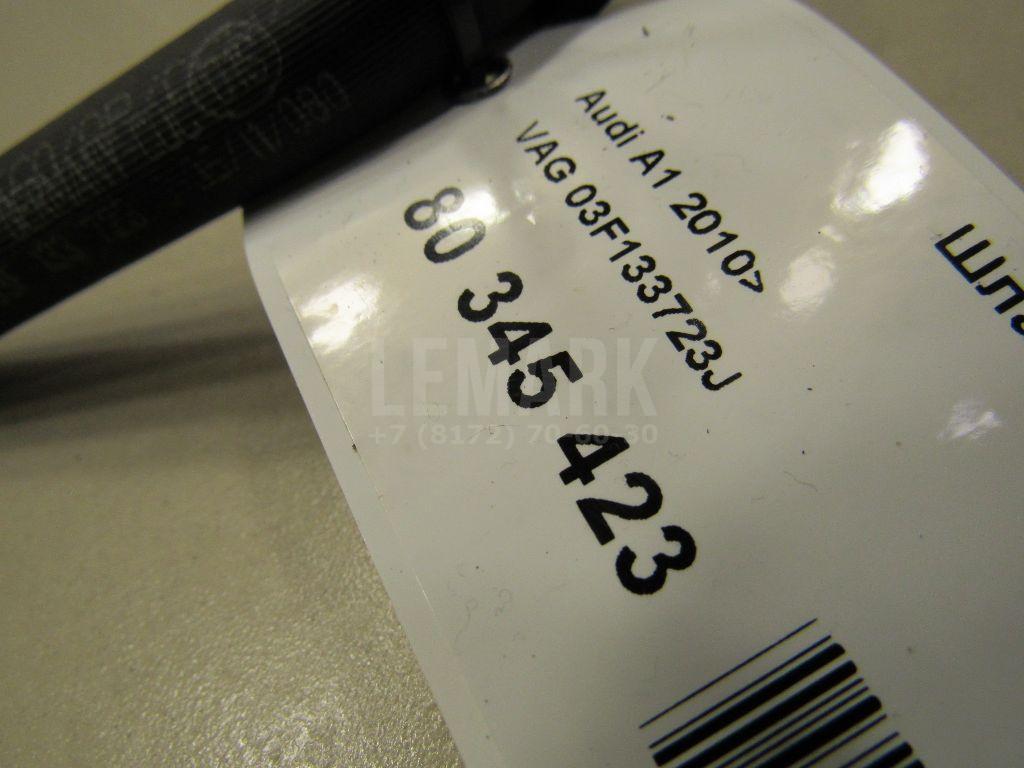 Audi A1 2010>
VAG 03F133723J
80 345 423
LEMARK
+7 (8172) 70-60-30